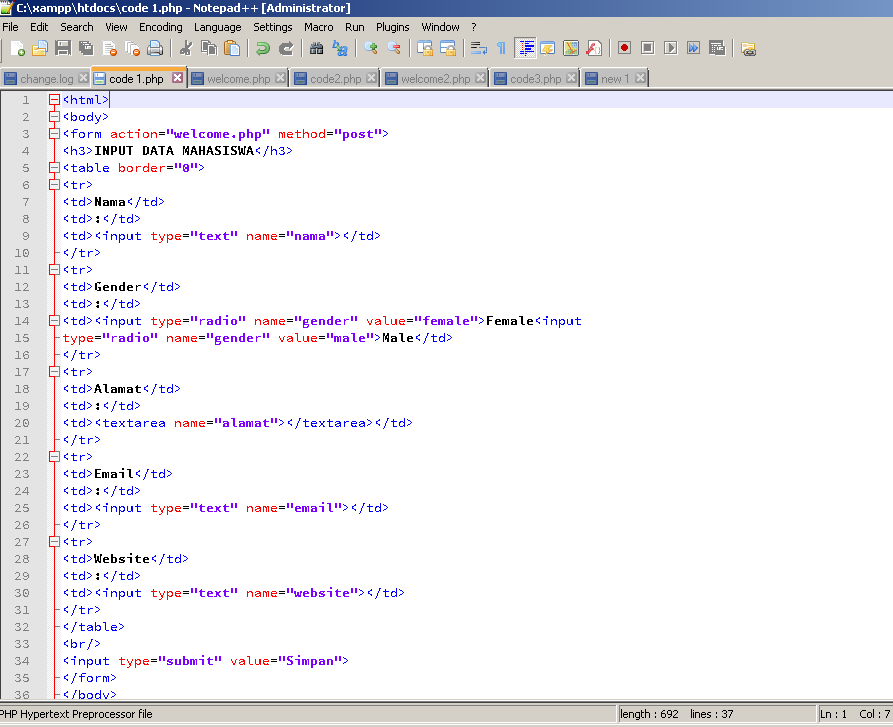 C:\xampp\htdocs\code 1.php - Notepad++ [Administrator]
File Edit Search View Encoding Language Settings Macro Run Plugins Window ?
change.log code 1.php welcome.php code2.php welcome2.php code3.php new 1
1 <html>
2 <body>
3 <form action="welcome.php" method="post">
4 <h3>INPUT DATA MAHASISWA</h3>
5 <table border="0">
6 <tr>
7 <td>Nama</td>
8 <td>:</td>
9 <td><input type="text" name="nama"></td>
10 </tr>
11 <tr>
12 <td>Gender</td>
13 <td>:</td>
14 <td><input type="radio" name="gender" value="female">Female<input
15 type="radio" name="gender" value="male">Male</td>
16 </tr>
17 <tr>
18 <td>Alamat</td>
19 <td>:</td>
20 <td><textarea name="alamat"></textarea></td>
21 </tr>
22 <tr>
23 <td>Email</td>
24 <td>:</td>
25 <td><input type="text" name="email"></td>
26 </tr>
27 <tr>
28 <td>Website</td>
29 <td>:</td>
30 <td><input type="text" name="website"></td>
31 </tr>
32 </table>
33 <br/>
34 <input type="submit" value="Simpan">
35 </form>
36 </body>
PHP Hypertext Preprocessor file length : 692 lines : 37 Ln : 1 Col : 7